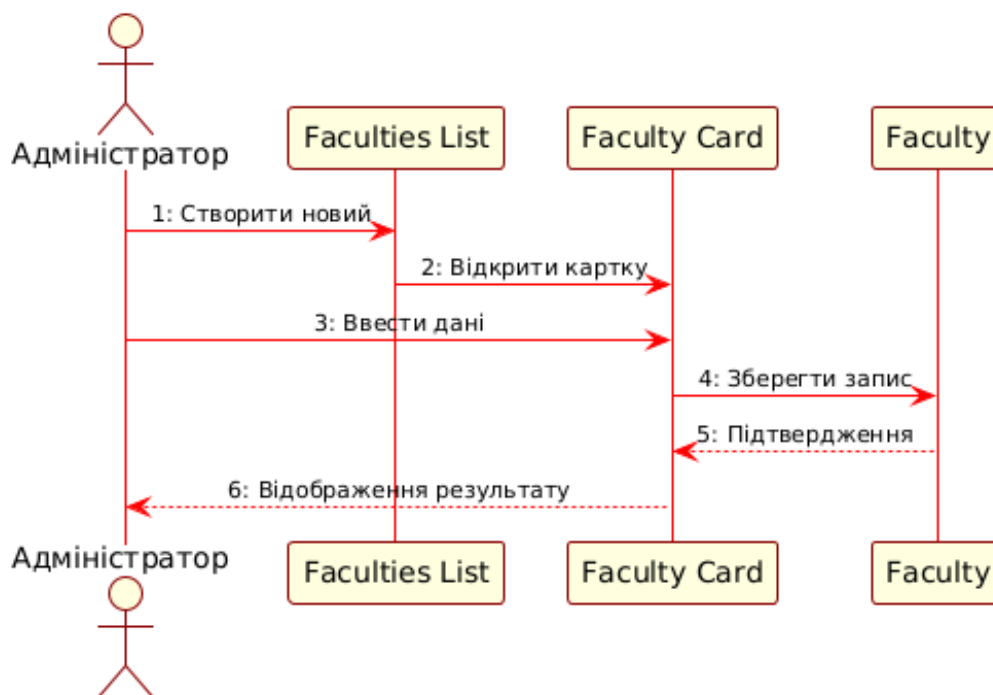 Адміністратор
Faculties List
Faculty Card
Faculty
1: Створити новий
2: Відкрити картку
3: Ввести дані
4: Зберегти запис
5: Підтвердження
6: Відображення результату
Адміністратор
Faculties List
Faculty Card
Faculty